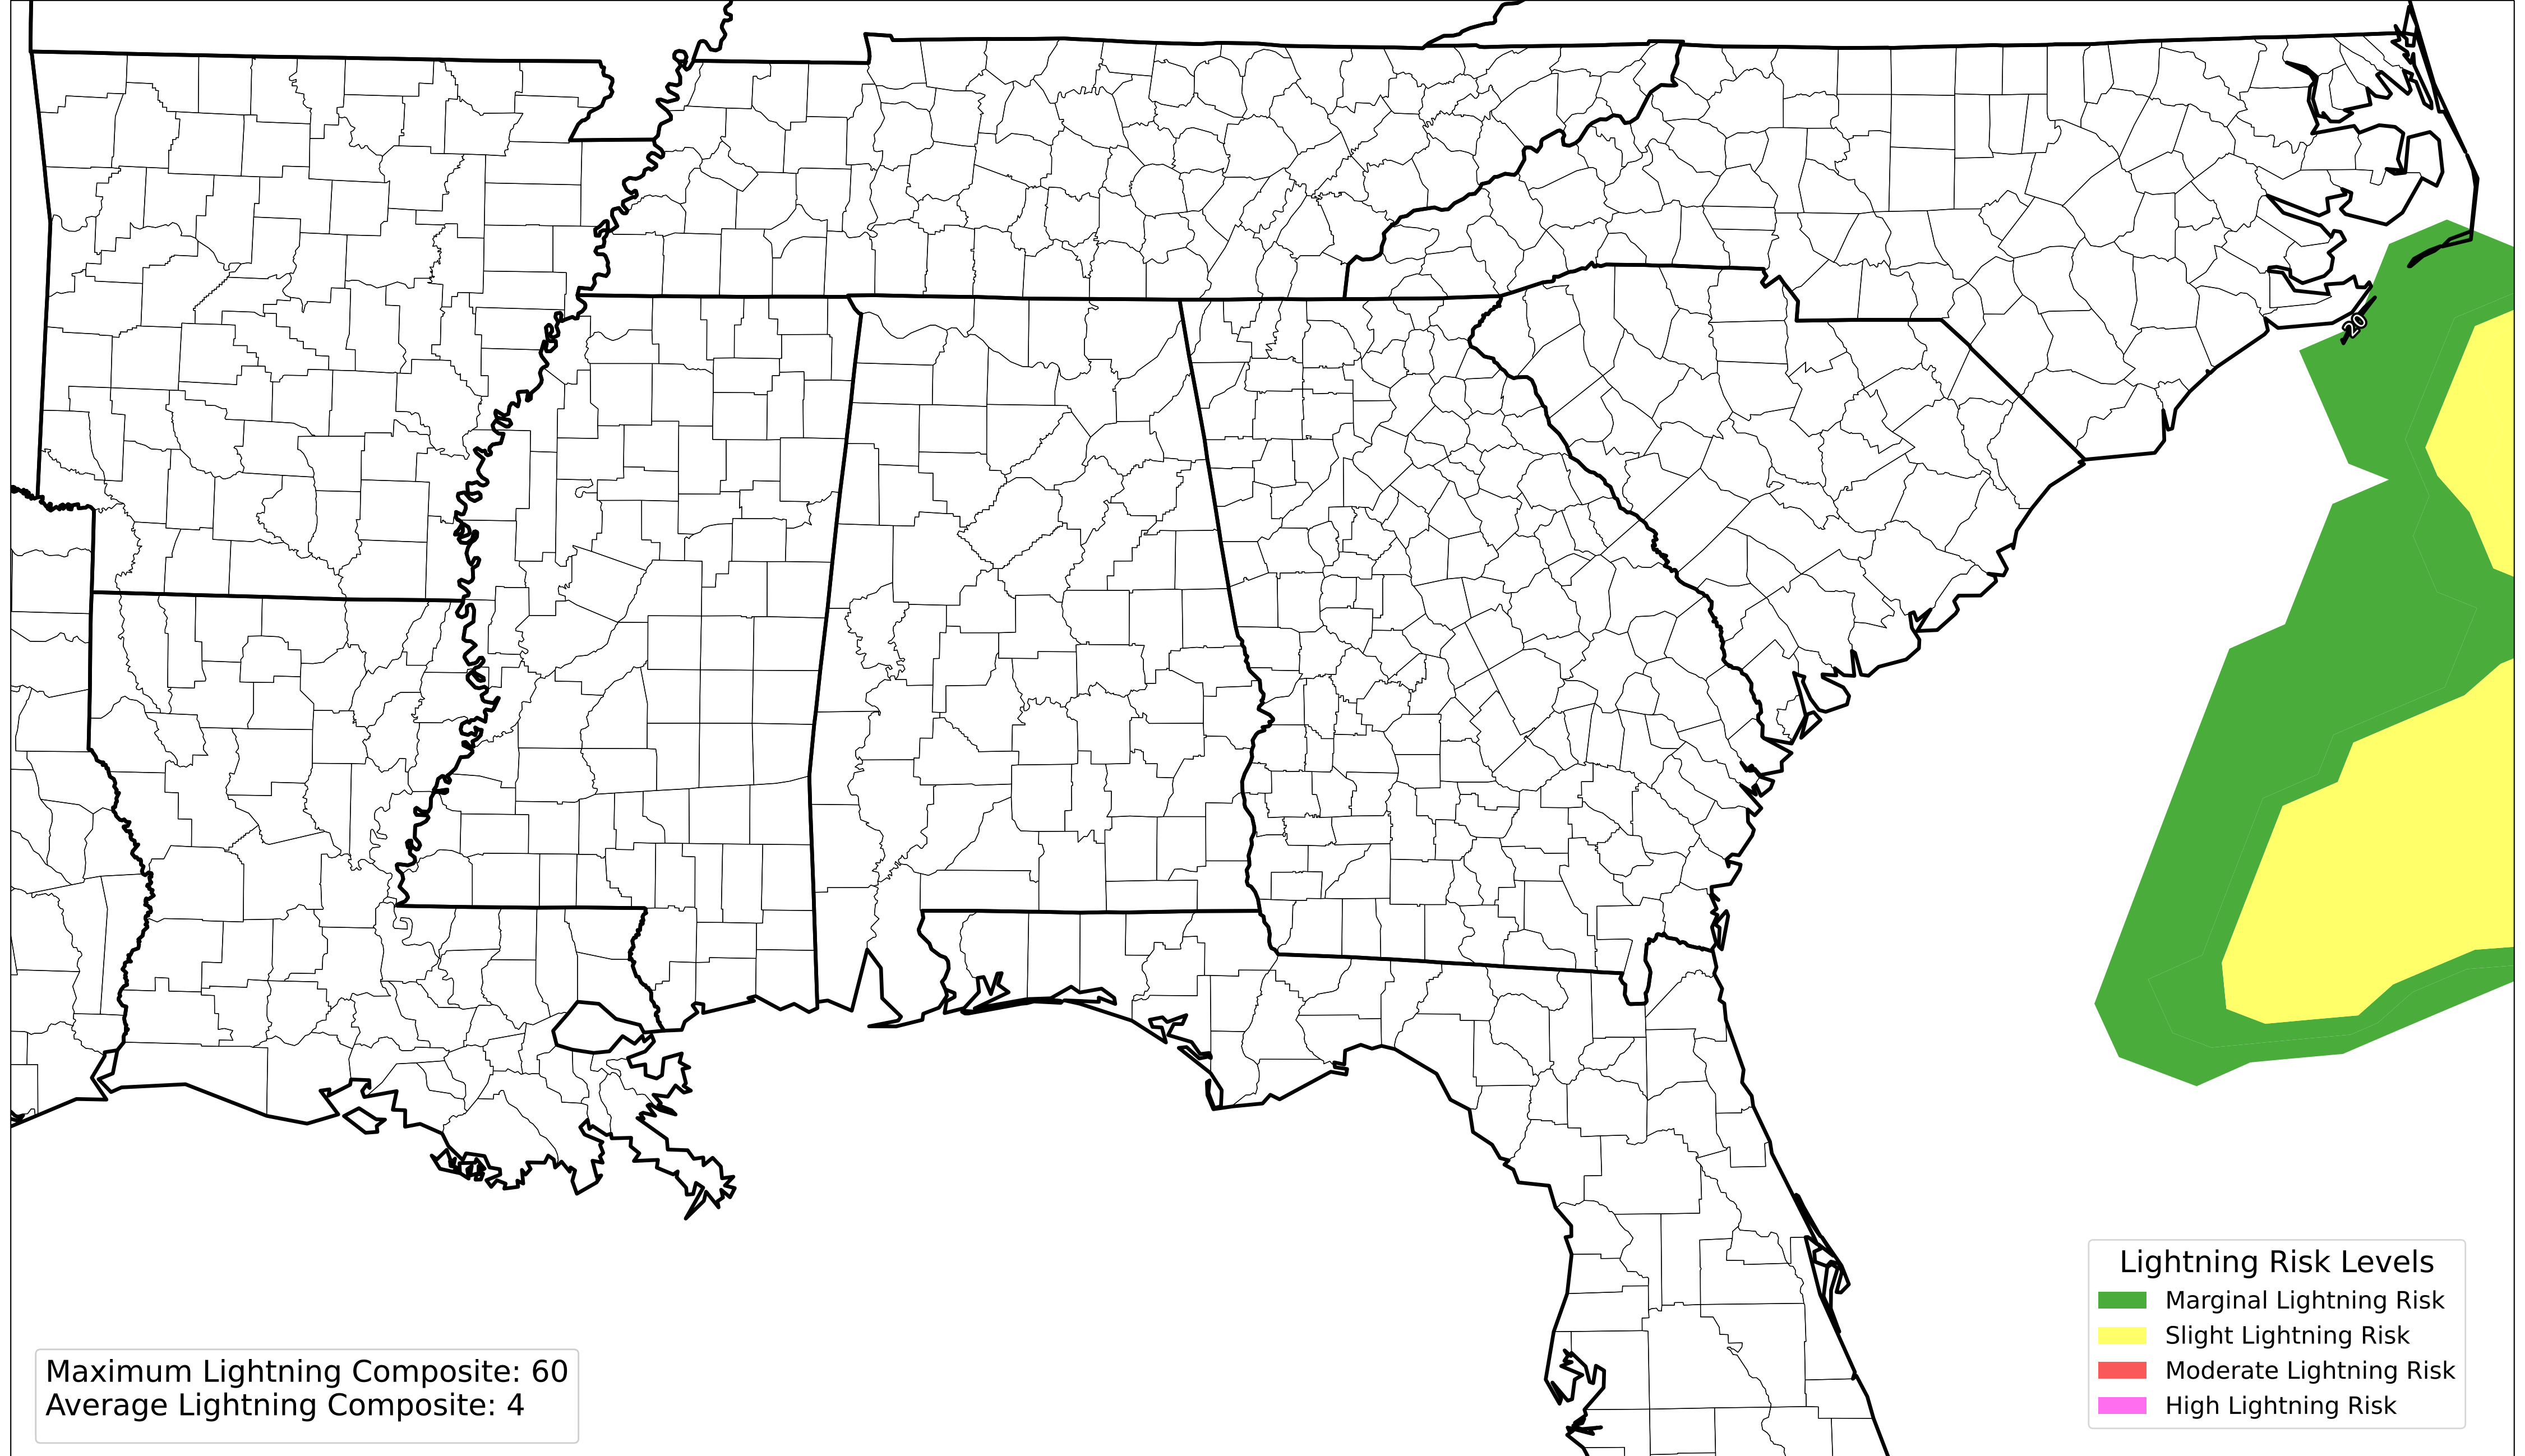 20
Lightning Risk Levels
Marginal Lightning Risk
Slight Lightning Risk
Moderate Lightning Risk
High Lightning Risk
Maximum Lightning Composite: 60
Average Lightning Composite: 4